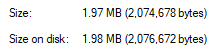 Size: 1.97 MB (2,074,678 bytes)
Size on disk: 1.98 MB (2,076,672 bytes)